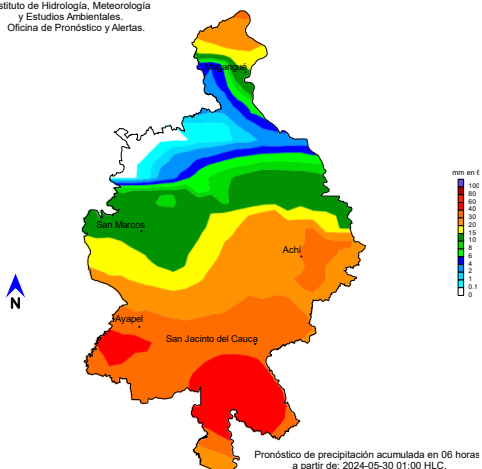 stituto de Hidrología, Meteorología
y Estudios Ambientales.
Oficina de Pronóstico y Alertas.
San Marcos
Achí
Ayapel
San Jacinto del Cauca
N
mm en 6
100
80
60
40
30
20
15
10
8
6
4
2
1
0.1
0
Pronóstico de precipitación acumulada en 06 horas
a partir de: 2024-05-30 01:00 HLC.